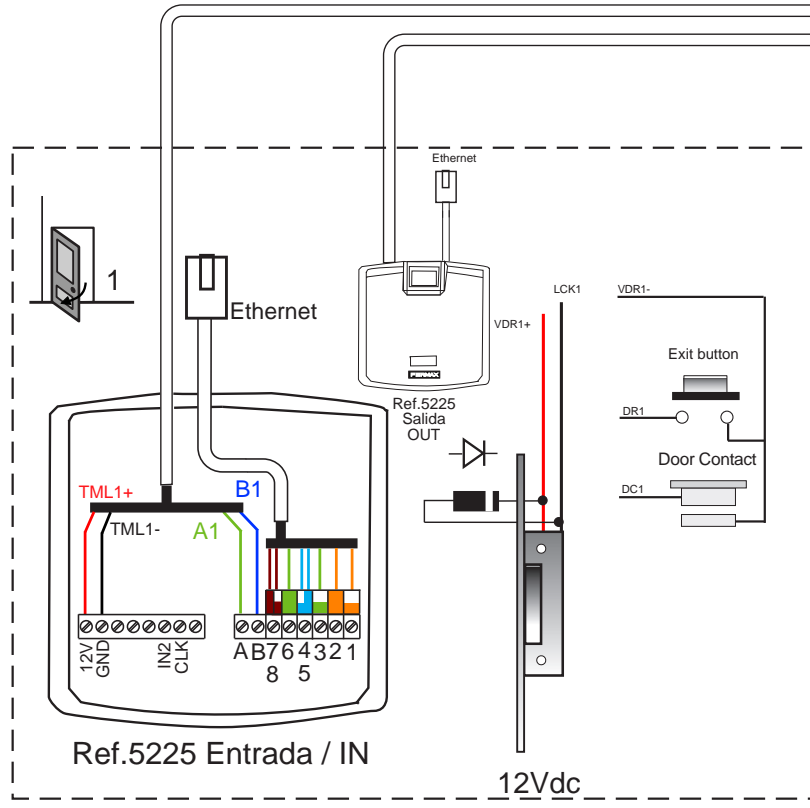 Ethernet
1
Ethernet
LCK1
VDR1-
VDR1+
Exit button
FERMAX
Ref.5225
Salida
OUT
DR1
Door Contact
DC1
TML1+
B1
TML1-
A1
12V
GND
IN2
CLK
A B 7 6 4 3 2 1
8 5
Ref.5225 Entrada / IN
12Vdc